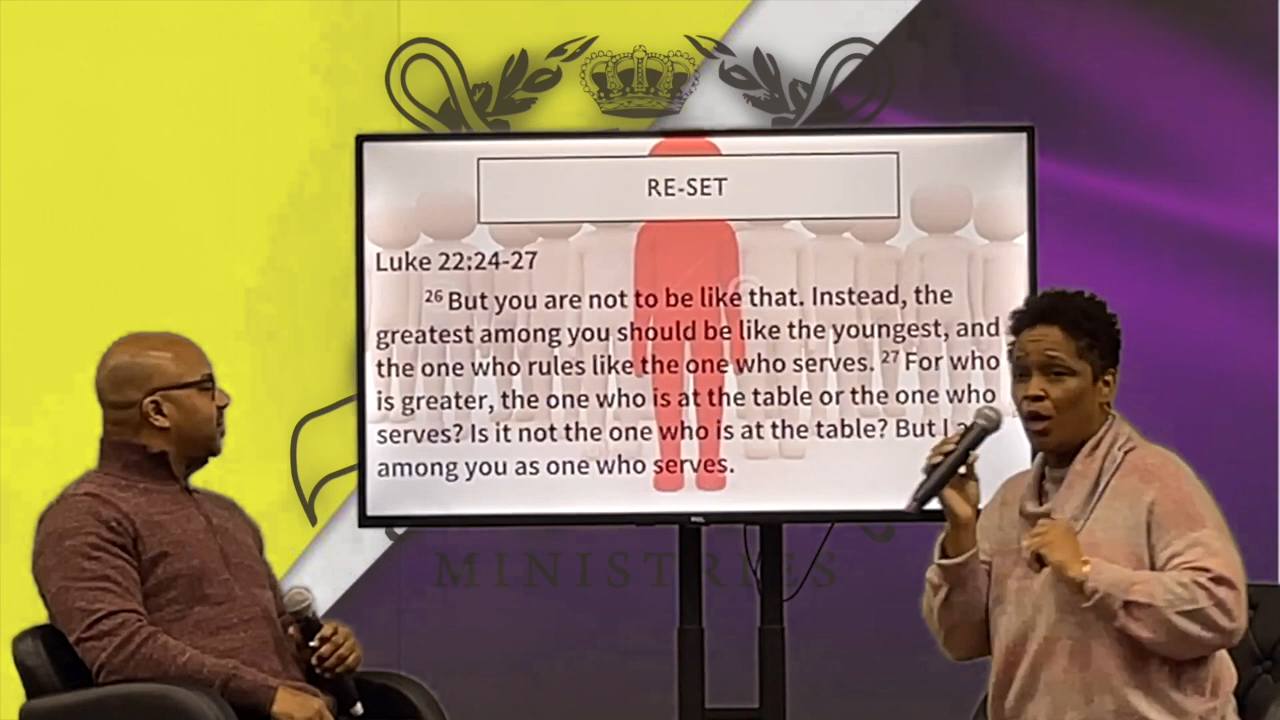 RE-SET
Luke 22:24-27
26 But you are not to be like that. Instead, the
greatest among you should be like the youngest, and
the one who rules like the one who serves. 27 For who
is greater, the one who is at the table or the one who
serves? Is it not the one who is at the table? But I
among you as one who serves.
TCL
MINISTRIES